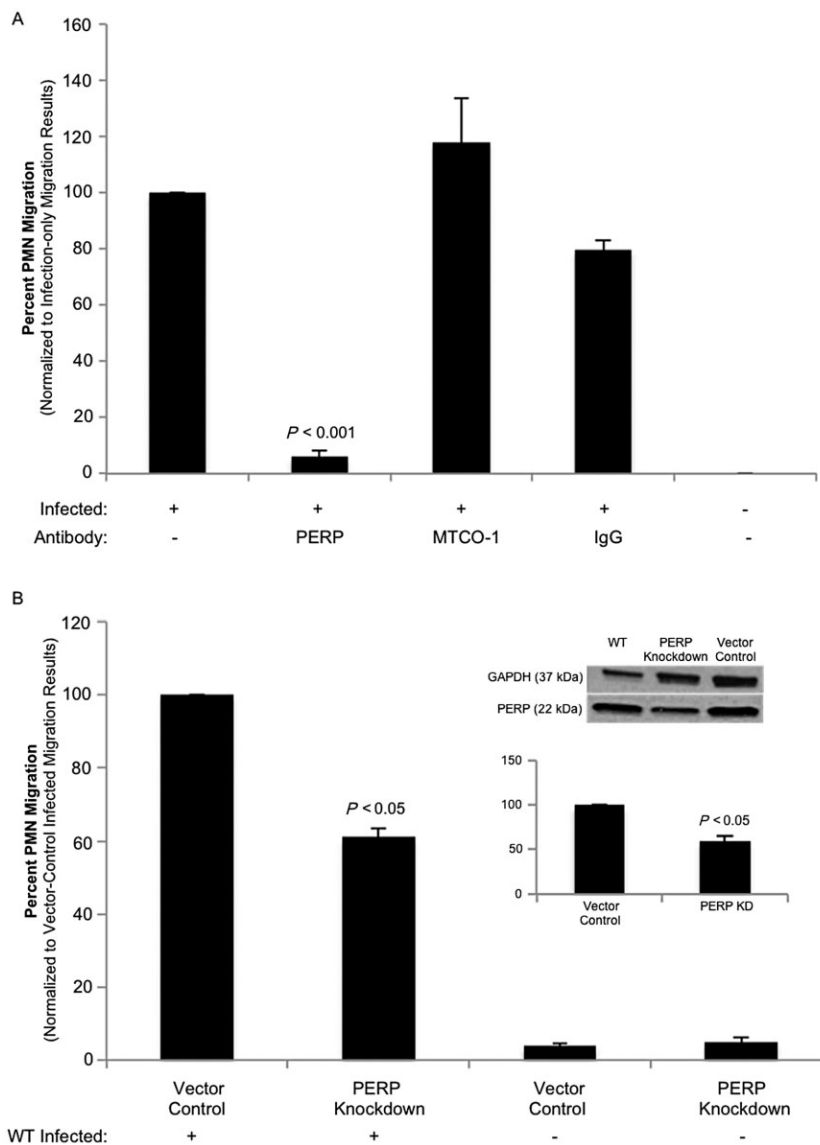 A
Percent PMN Migration
(Normalized to Infection-only Migration Results)
160
140
120
100
80
60
40
20
0
P < 0.001
Infected: + + + + -
Antibody: - PERP MTCO-1 IgG -
B
Percent PMN Migration
(Normalized to Vector-Control Infected Migration Results)
120
100
80
60
40
20
0
P < 0.05
WT PERP Knockdown Vector Control
GAPDH (37 kDa)
PERP (22 kDa)
150
100
50
0
P < 0.05
Vector Control PERP KD
Vector PERP Vector PERP
Control Knockdown Control Knockdown
WT Infected: + + - -